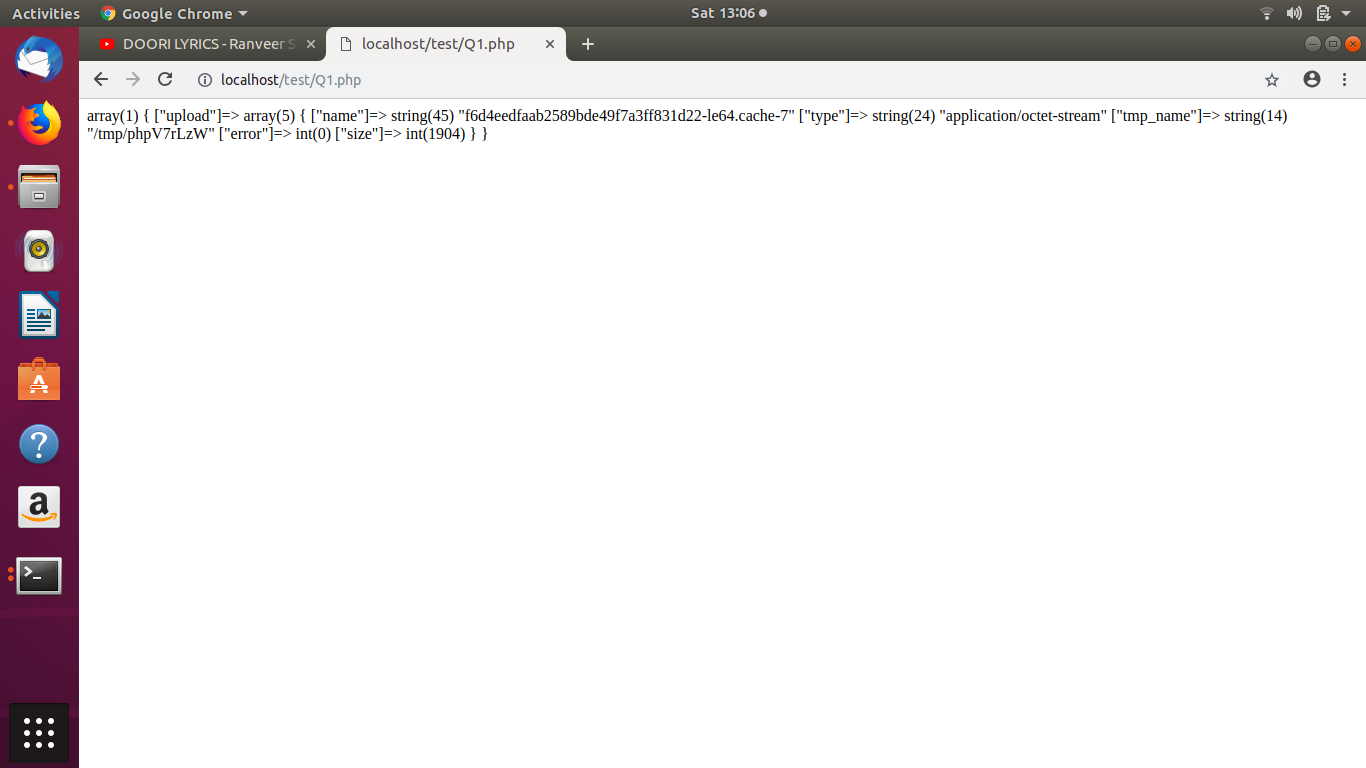 Activities Google Chrome Sat 13:06
DOORI LYRICS - Ranveer S localhost/test/Q1.php
localhost/test/Q1.php
array(1) { ["upload"]=> array(5) { ["name"]=> string(45) "f6d4eedfaab2589bde49f7a3ff831d22-le64.cache-7" ["type"]=> string(24) "application/octet-stream" ["tmp_name"]=> string(14)
"/tmp/phpV7rLzW" ["error"]=> int(0) ["size"]=> int(1904) } }